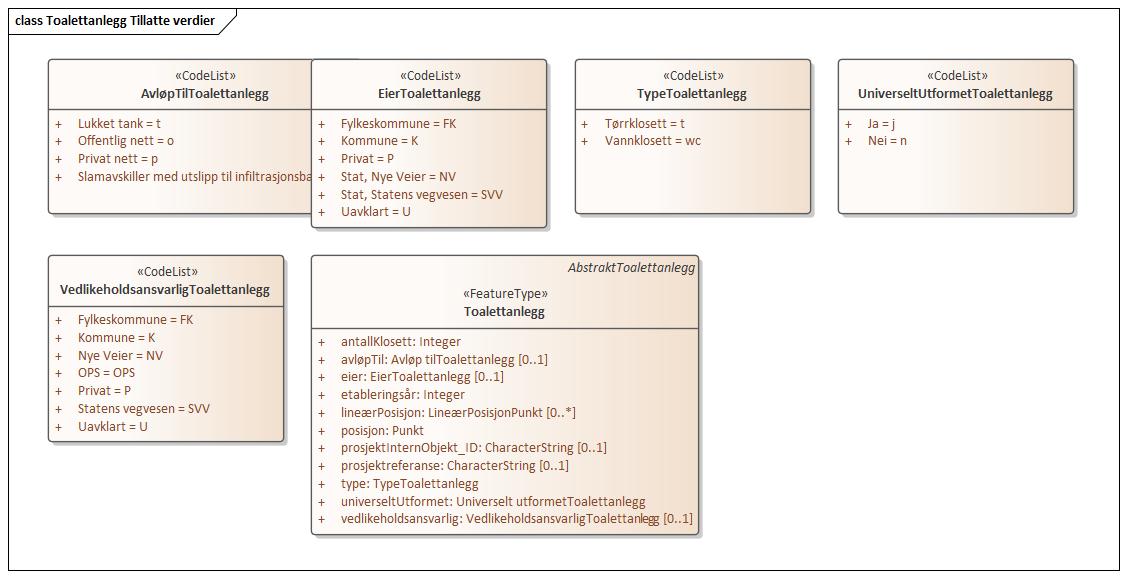 class Toalettanlegg Tillatte verdier
«CodeList»
AvløpTilToalettanlegg
+ Lukket tank = t
+ Offentlig nett = o
+ Privat nett = p
+ Slamavskiller med utslipp til
«CodeList»
EierToalettanlegg
+ Fylkeskommune = FK
+ Kommune = K
+ Privat = P
+ Stat, Nye Veier = NV
+ Stat, Statens vegvesen = SVV
+ Uavklart = U
«CodeList»
TypeToalettanlegg
+ Tørrklosett = t
+ Vannklosett = wc
«CodeList»
UniverseltUtformetToalettanlegg
+ Ja = j
+ Nei = n
«CodeList»
VedlikeholdsansvarligToalettanlegg
+ Fylkeskommune = FK
+ Kommune = K
+ Nye Veier = NV
+ OPS = OPS
+ Privat = P
+ Statens vegvesen = SVV
+ Uavklart = U
AbstraktToalettanlegg
«FeatureType»
Toalettanlegg
+ antallKlosett: Integer
+ avløpTil: Avløp tilToalettanlegg [0..1]
+ eier: EierToalettanlegg [0..1]
+ etableringsår: Integer
+ lineærPosisjon: LineærPosisjonPunkt [0..*]
+ posisjon: Punkt
+ prosjektInternObjekt_ID: CharacterString [0..1]
+ prosjektreferanse: CharacterString [0..1]
+ type: TypeToalettanlegg
+ universeltUtformet: Universelt utformetToalettanlegg
+ vedlikeholdsansvarlig: VedlikeholdsansvarligToalettanlegg [0..1]